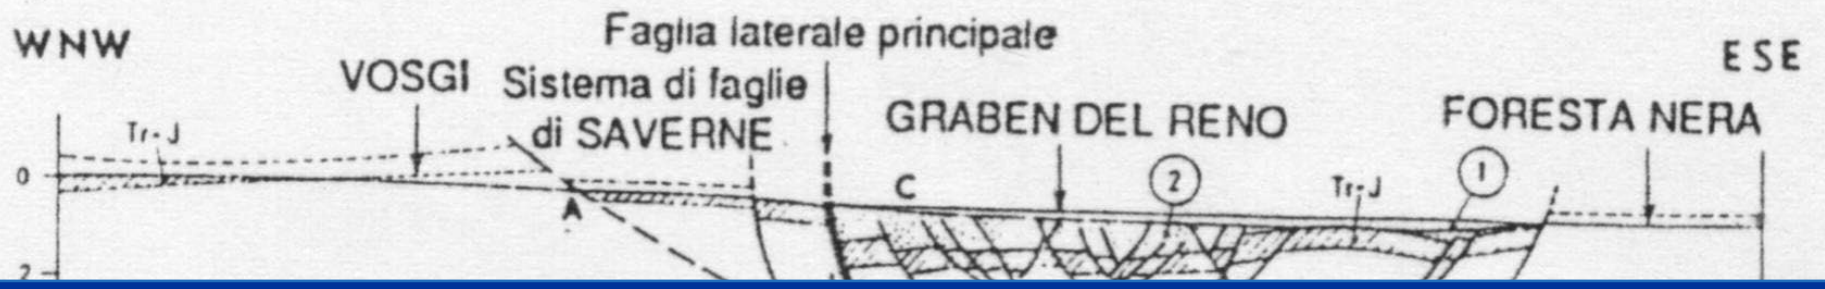 WNW
Faglia laterale principale
ESE
VOSGI
Sistema di faglie
di SAVERNE
GRABEN DEL RENO
FORESTA NERA
Tr-J
0
A
C
2
Tr-J
1
2